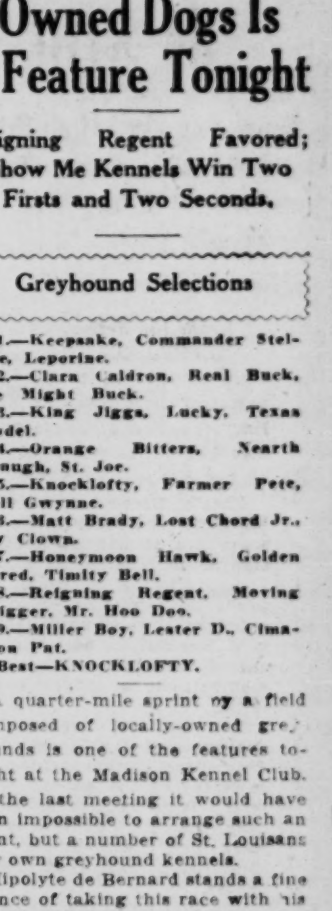 Owned Dogs Is
Feature Tonight
igning Regent Favored;
how Me Kennels Win Two
Firsts and Two Seconds.
Greyhound Selections
1.—Keepsake, Commander Stel-
e, Leporine.
2.—Clara Caldron, Real Buck,
Might Buck.
3.—King Jiggs, Lucky, Texas
odel.
4.—Orange Bitters, Nearth
nough, St. Joe.
5.—Knocklofty, Farmer Pete,
ll Gwynne.
6.—Matt Brady, Lost Chord Jr.,
y Clown.
7.—Honeymoon Hawk, Golden
red, Timity Bell.
8.—Reigning Regent, Moving
igger, Mr. Hoo Doo.
9.—Miller Boy, Lester D., Cima-
on Pat.
Best—KNOCKLOFTY.
quarter-mile sprint by a field
mposed of locally-owned grey-
nds is one of the features to-
ht at the Madison Kennel Club.
the last meeting it would have
n impossible to arrange such an
nt, but a number of St. Louisans
own greyhound kennels.
Hipolyte de Bernard stands a fine
nce of taking this race with his